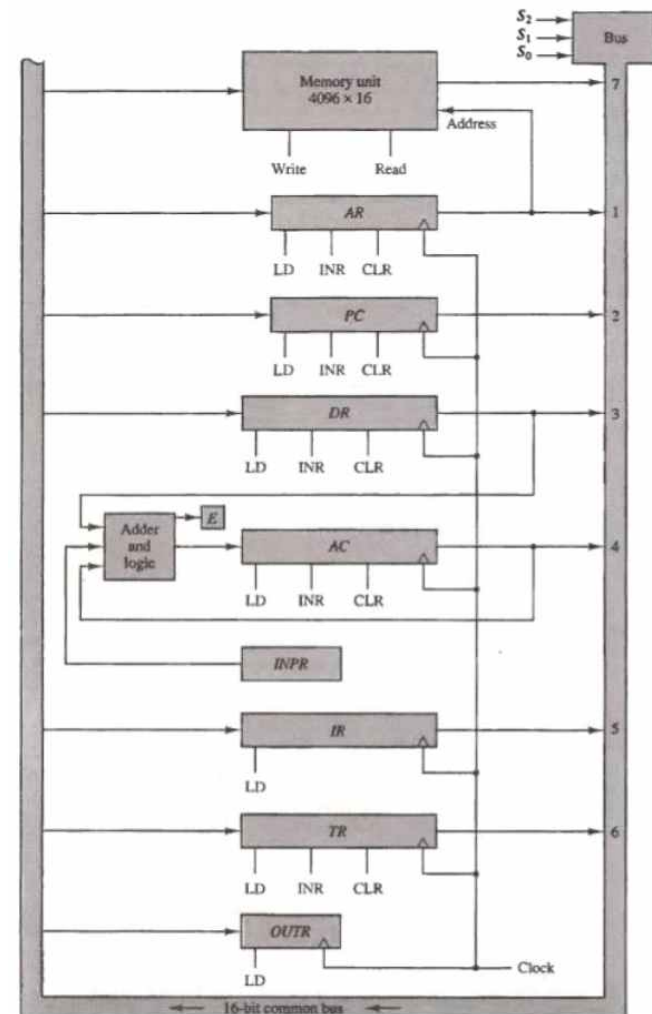 S₂
S₁
S₀
Bus
Memory unit
4096 × 16
7
Address
Write
Read
AR
1
LD
INR
CLR
PC
2
LD
INR
CLR
DR
3
LD
INR
CLR
E
Adder
and
logic
AC
4
LD
INR
CLR
INPR
IR
5
LD
TR
6
LD
INR
CLR
OUTR
LD
Clock
16-bit common bus